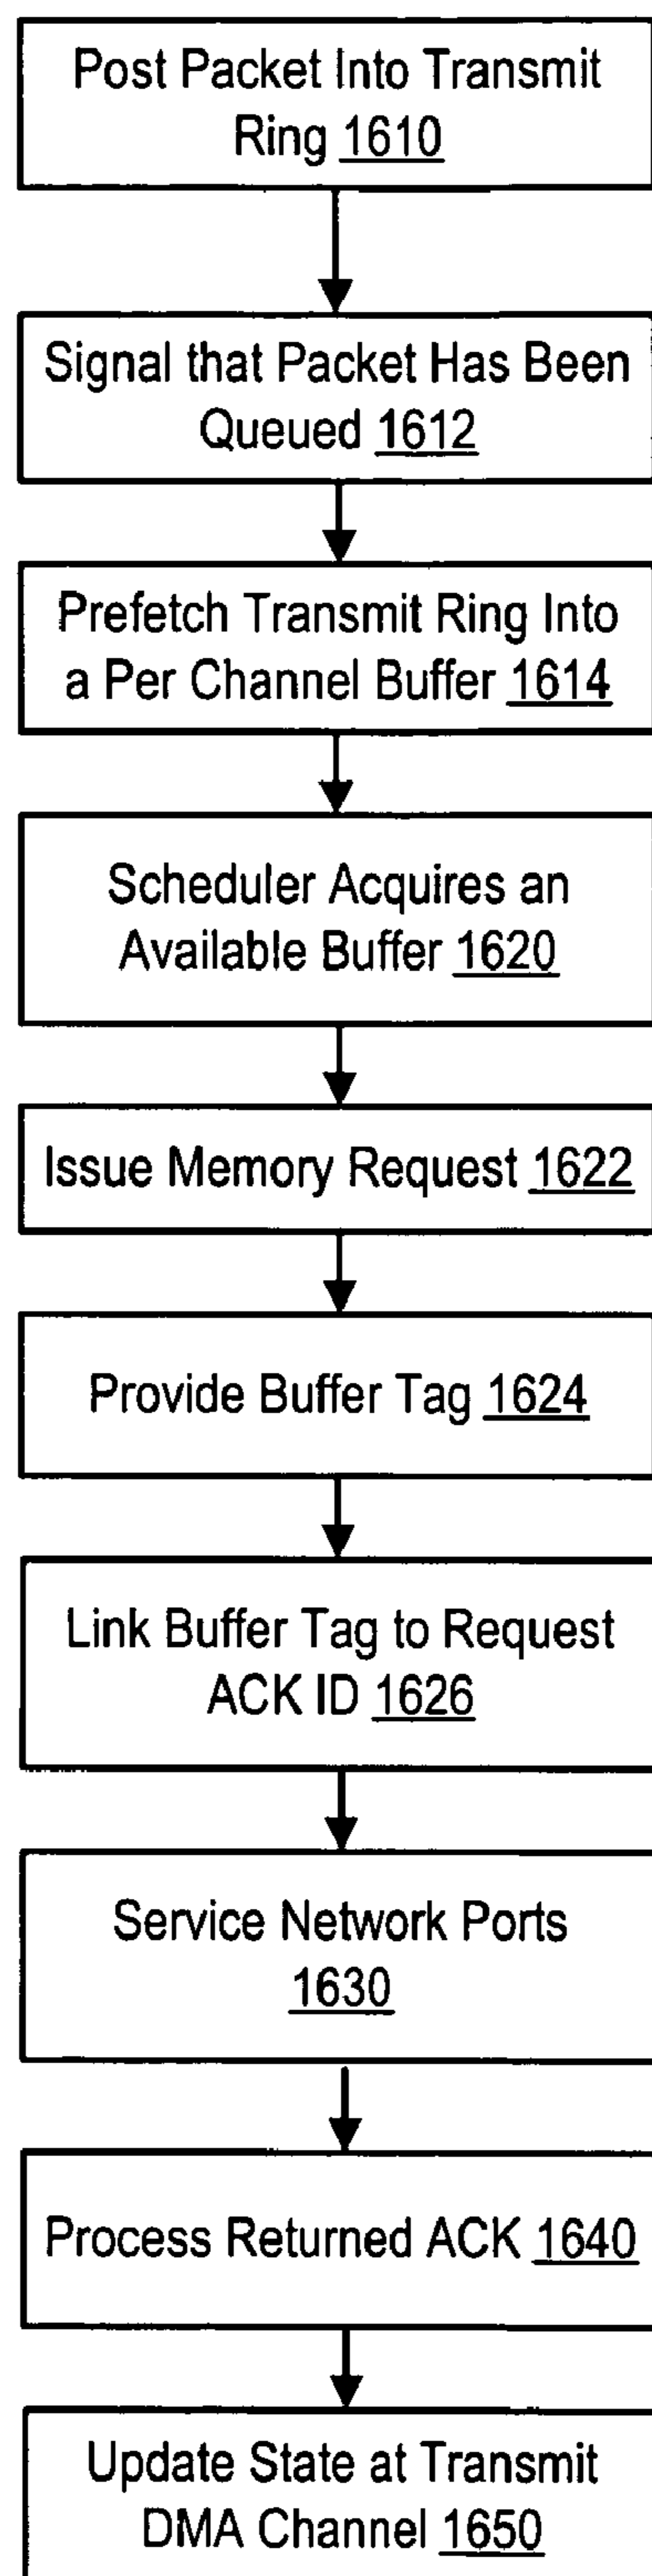 Post Packet Into Transmit
Ring 1610
Signal that Packet Has Been
Queued 1612
Prefetch Transmit Ring Into
a Per Channel Buffer 1614
Scheduler Acquires an
Available Buffer 1620
Issue Memory Request 1622
Provide Buffer Tag 1624
Link Buffer Tag to Request
ACK ID 1626
Service Network Ports
1630
Process Returned ACK 1640
Update State at Transmit
DMA Channel 1650